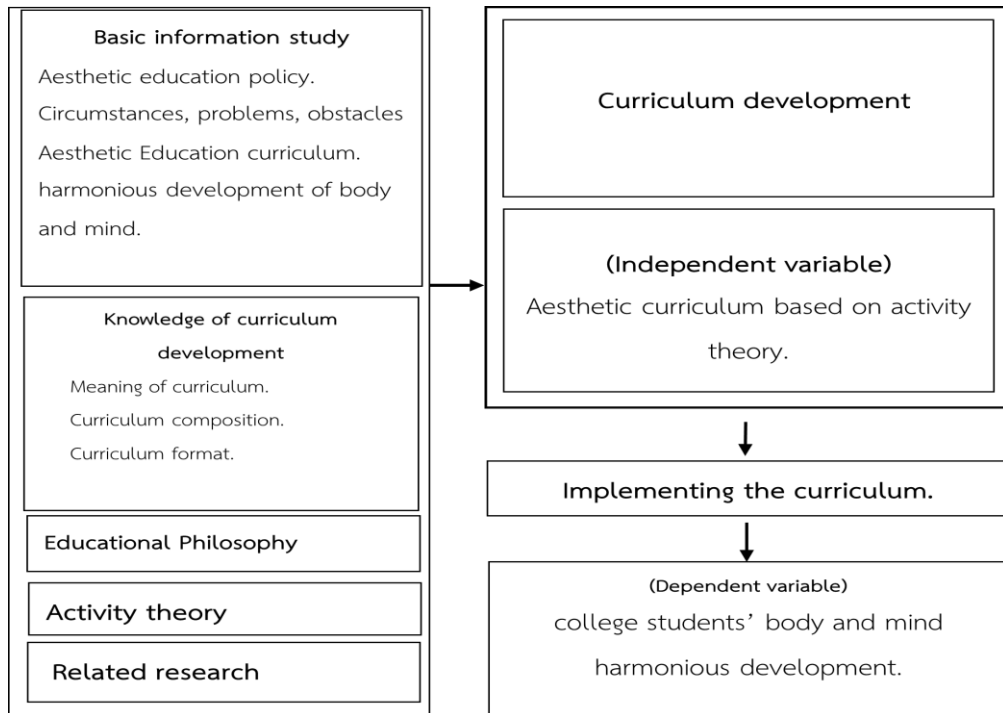 Basic information study
Aesthetic education policy.
Circumstances, problems, obstacles
Aesthetic Education curriculum.
harmonious development of body
and mind.
Knowledge of curriculum
development
Meaning of curriculum.
Curriculum composition.
Curriculum format.
Educational Philosophy
Activity theory
Related research
Curriculum development
(Independent variable)
Aesthetic curriculum based on activity
theory.
Implementing the curriculum.
(Dependent variable)
college students’ body and mind
harmonious development.